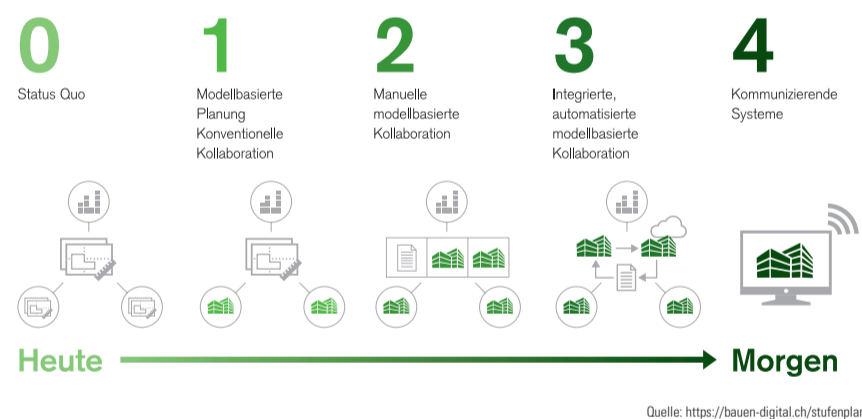 0
Status Quo
1
Modellbasierte
Planung
Konventionelle
Kollaboration
2
Manuelle
modellbasierte
Kollaboration
3
Integrierte,
automatisierte
modellbasierte
Kollaboration
4
Kommunizierende
Systeme
Heute
Morgen
Quelle: https://bauen-digital.ch/stufenplan